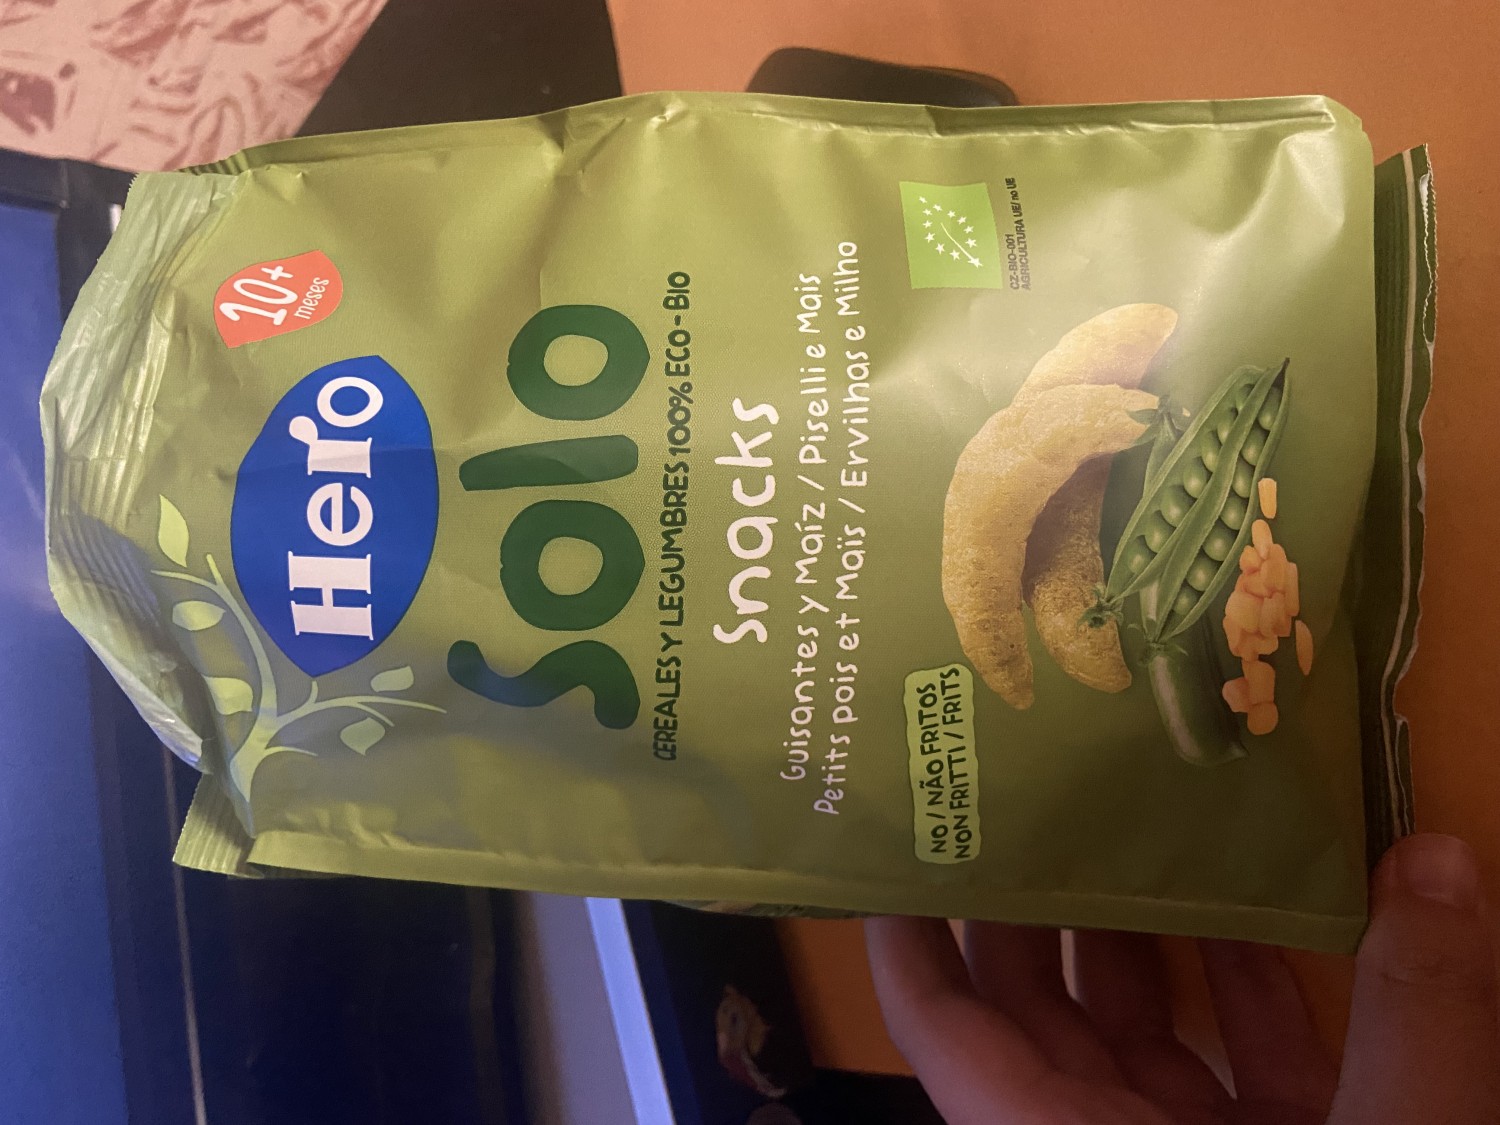 10+
meses
Hero
solo
CEREALES Y LEGUMBRES 100% ECO-BIO
Snacks
Guisantes y Maíz / Piselli e Mais
Petits pois et Maïs / Ervilhas e Milho
CZ-BIO-001
AGRICULTURA UE/ no UE
NO / NÃO FRITOS
NON FRITTI / FRITS